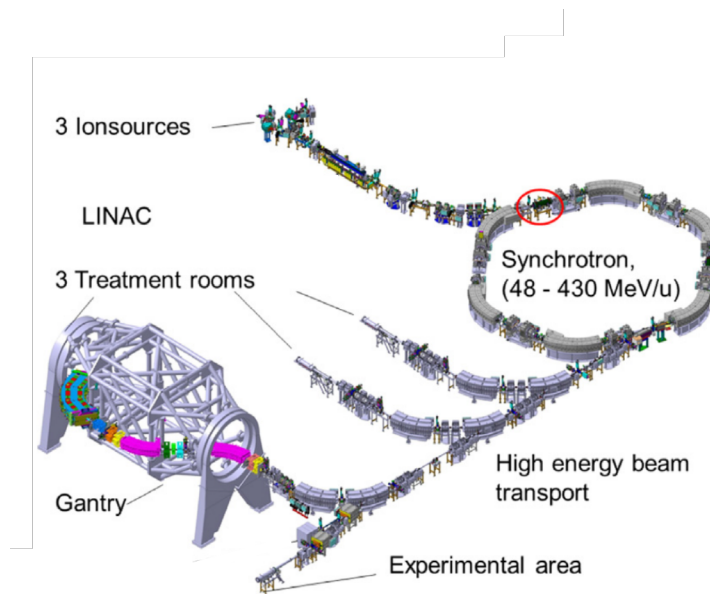 3 Ionsources
LINAC
Synchrotron,
(48 - 430 MeV/u)
3 Treatment rooms
High energy beam
transport
Gantry
Experimental area